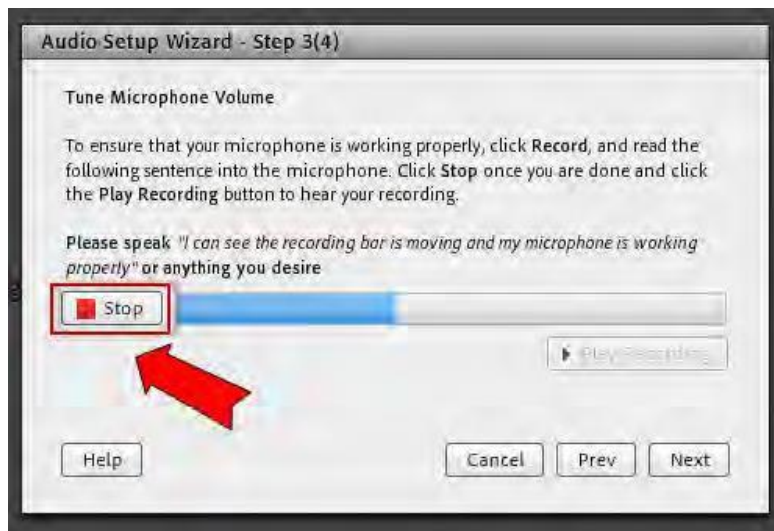 Audio Setup Wizard - Step 3(4)
Tune Microphone Volume
To ensure that your microphone is working properly, click Record, and read the
following sentence into the microphone. Click Stop once you are done and click
the Play Recording button to hear your recording.
Please speak "I can see the recording bar is moving and my microphone is working
properly" or anything you desire
Stop
Play Recording
Help
Cancel
Prev
Next